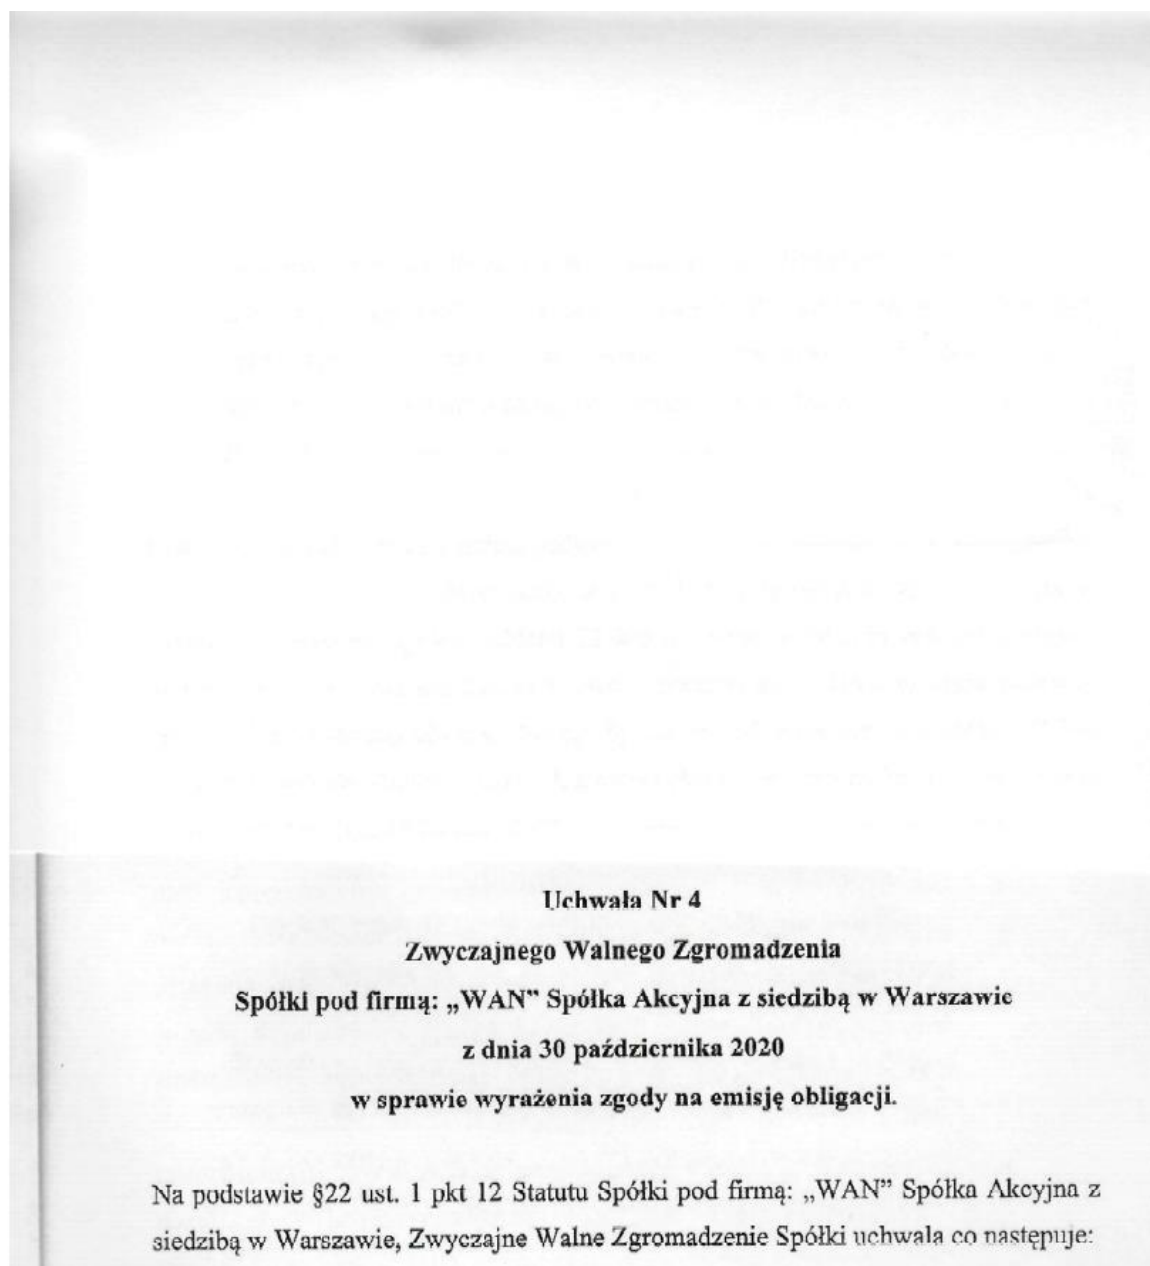 Uchwała Nr 4
Zwyczajnego Walnego Zgromadzenia
Spółki pod firmą: „WAN” Spółka Akcyjna z siedzibą w Warszawie
z dnia 30 października 2020
w sprawie wyrażenia zgody na emisję obligacji.
Na podstawie §22 ust. 1 pkt 12 Statutu Spółki pod firmą: „WAN” Spółka Akcyjna z
siedzibą w Warszawie, Zwyczajne Walne Zgromadzenie Spółki uchwala co następuje: